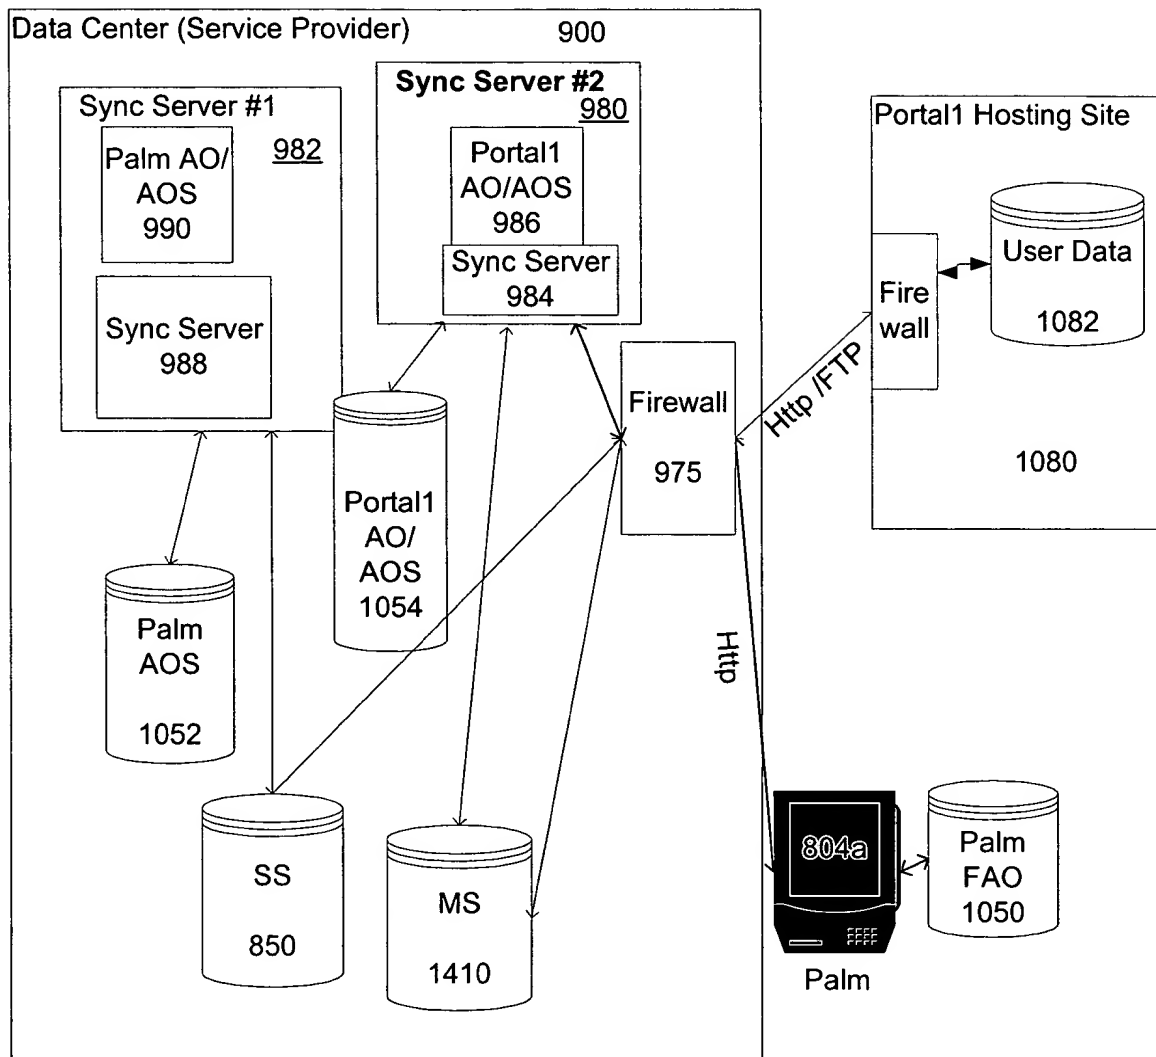 Data Center (Service Provider)
900
Sync Server #1
982
Palm AO/
AOS
990
Sync Server
988
Sync Server #2
980
Portal1
AO/AOS
986
Sync Server
984
Portal1 Hosting Site
User Data
1082
Fire
wall
1080
Http /FTP
Firewall
975
Http
Portal1
AO/
AOS
1054
Palm
AOS
1052
SS
850
MS
1410
804a
Palm
Palm
FAO
1050